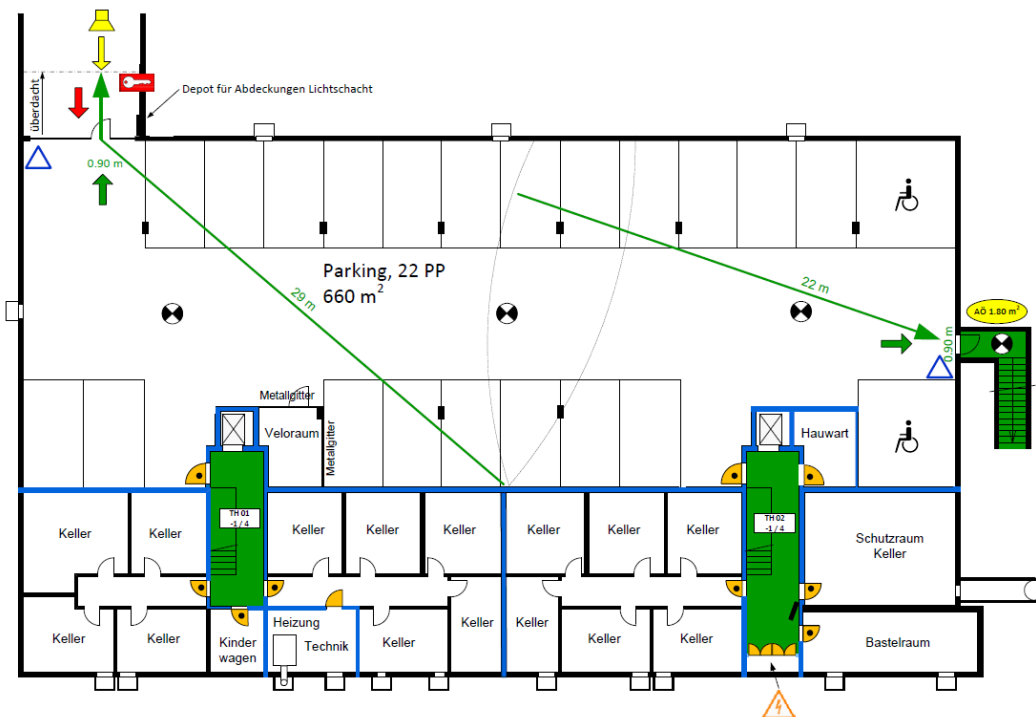 überdacht
Depot für Abdeckungen Lichtschacht
0.90 m
Parking, 22 PP
660 m²
29 m
22 m
AÖ 1.80 m²
0.90 m
Metallgitter
Veloraum
Metallgitter
Hauwart
TH 01
-1 / 4
TH 02
-1 / 4
Keller
Keller
Keller
Keller
Keller
Keller
Keller
Keller
Schutzraum
Keller
Keller
Keller
Kinder
wagen
Heizung
Technik
Keller
Keller
Keller
Keller
Keller
Bastelraum